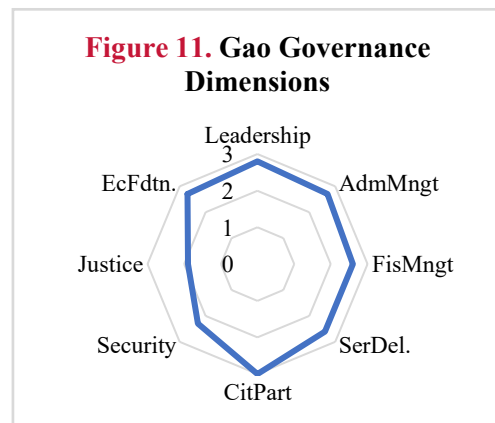 Figure 11. Gao Governance
Dimensions
Leadership
3
EcFdtn.
AdmMngt
2
1
Justice
0
FisMngt
Security
SerDel.
CitPart